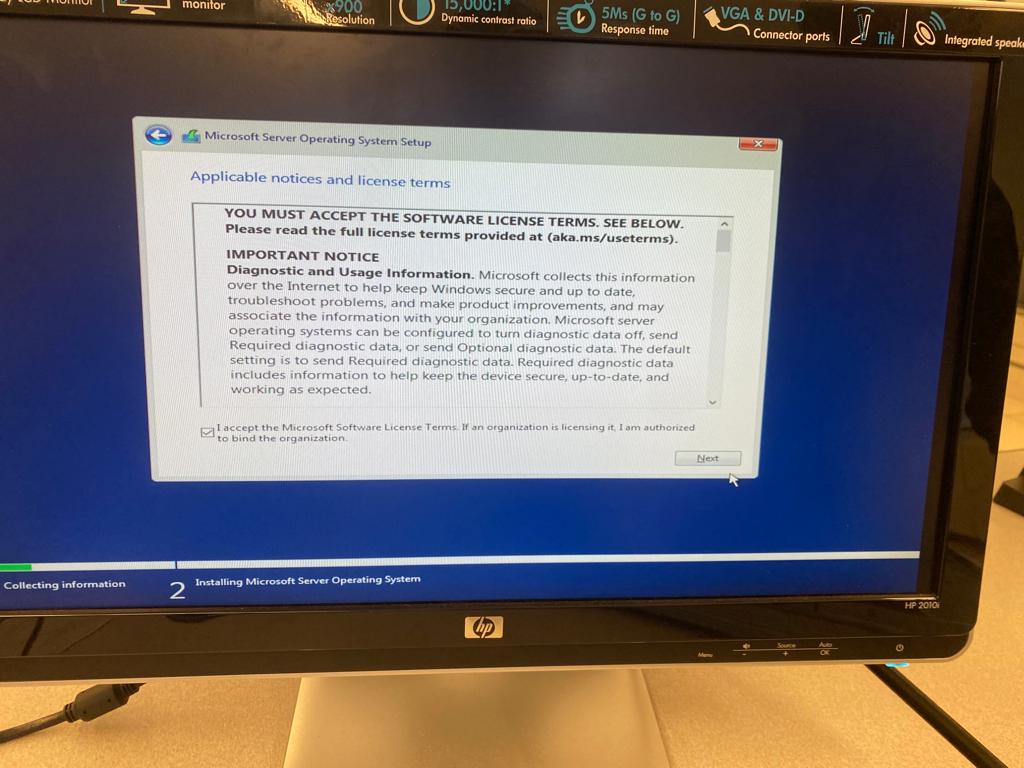 monitor
x900
Resolution
15,000:1*
Dynamic contrast ratio
5Ms (G to G)
Response time
VGA & DVI-D
Connector ports
Tilt
Integrated
Microsoft Server Operating System Setup
Applicable notices and license terms
YOU MUST ACCEPT THE SOFTWARE LICENSE TERMS. SEE BELOW.
Please read the full license terms provided at (aka.ms/useterms).
IMPORTANT NOTICE
Diagnostic and Usage Information. Microsoft collects this information
over the Internet to help keep Windows secure and up to date,
troubleshoot problems, and make product improvements, and may
associate the information with your organization. Microsoft server
operating systems can be configured to turn diagnostic data off, send
Required diagnostic data, or send Optional diagnostic data. The default
setting is to send Required diagnostic data. Required diagnostic data
includes information to help keep the device secure, up-to-date, and
working as expected.
I accept the Microsoft Software License Terms. If an organization is licensing it, I am authorized
to bind the organization.
Next
Collecting information
2 Installing Microsoft Server Operating System
HP 2010i
hp
Menu
-
Source
+
Auto
OK